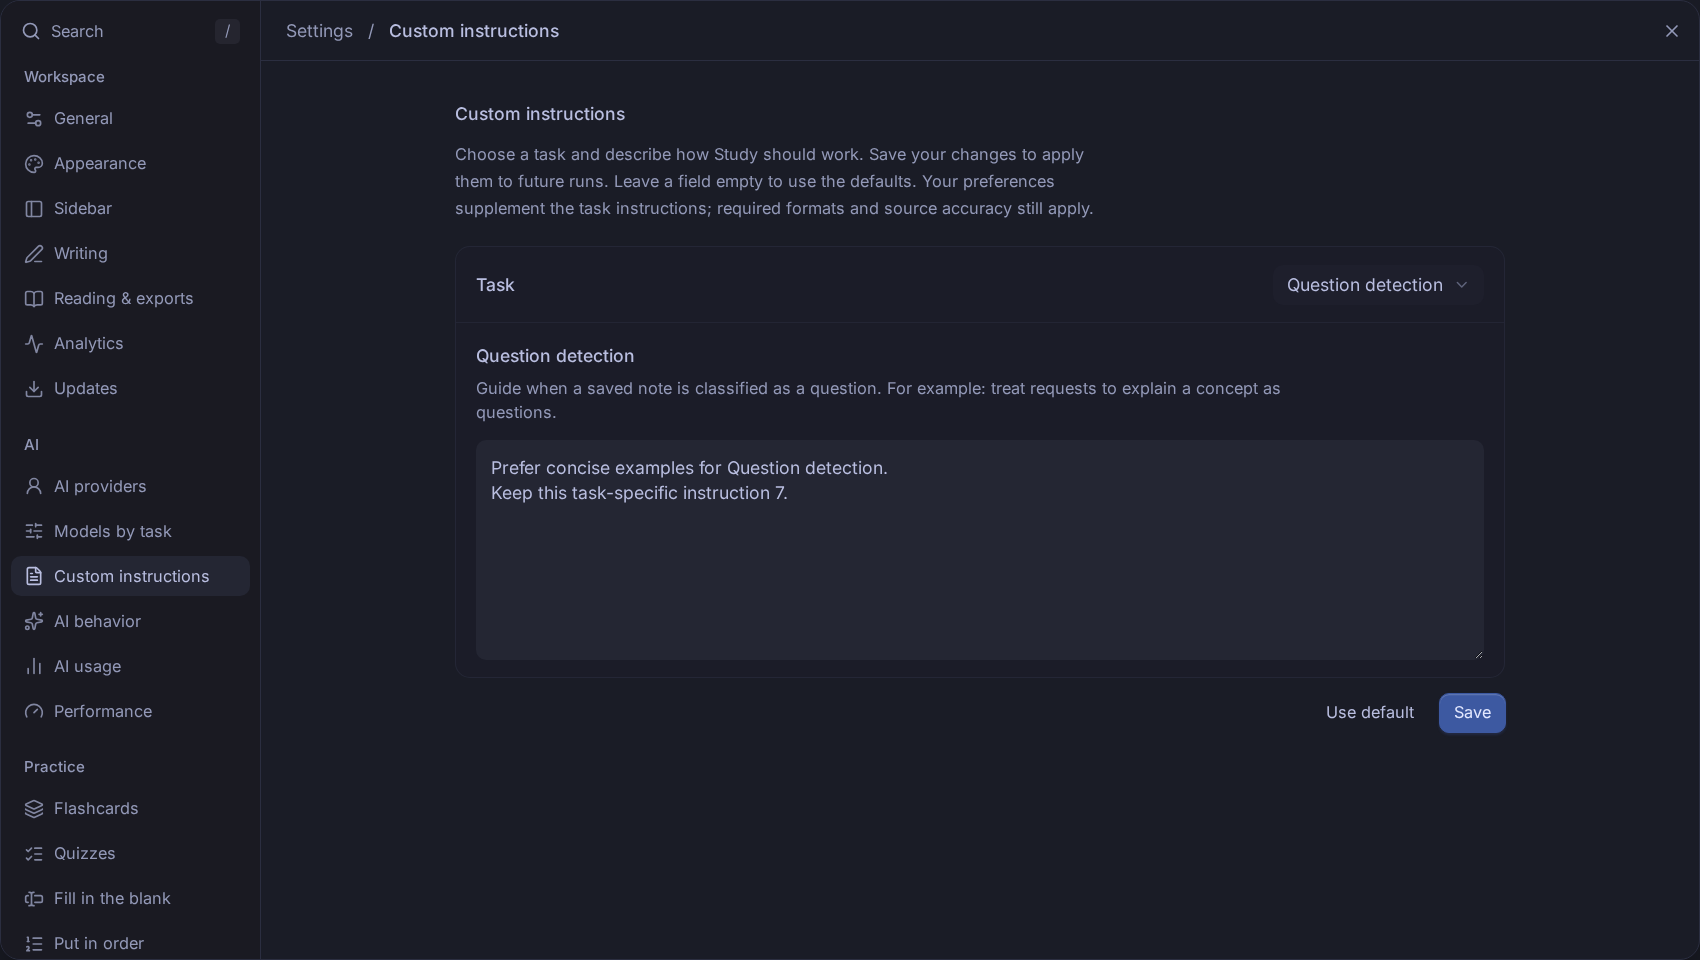 Search
/
Workspace
General
Appearance
Sidebar
Writing
Reading & exports
Analytics
Updates
AI
AI providers
Models by task
Custom instructions
AI behavior
AI usage
Performance
Practice
Flashcards
Quizzes
Fill in the blank
Put in order
Settings / Custom instructions
Custom instructions
Choose a task and describe how Study should work. Save your changes to apply
them to future runs. Leave a field empty to use the defaults. Your preferences
supplement the task instructions; required formats and source accuracy still apply.
Task
Question detection
Question detection
Guide when a saved note is classified as a question. For example: treat requests to explain a concept as
questions.
Prefer concise examples for Question detection.
Keep this task-specific instruction 7.
Use default
Save